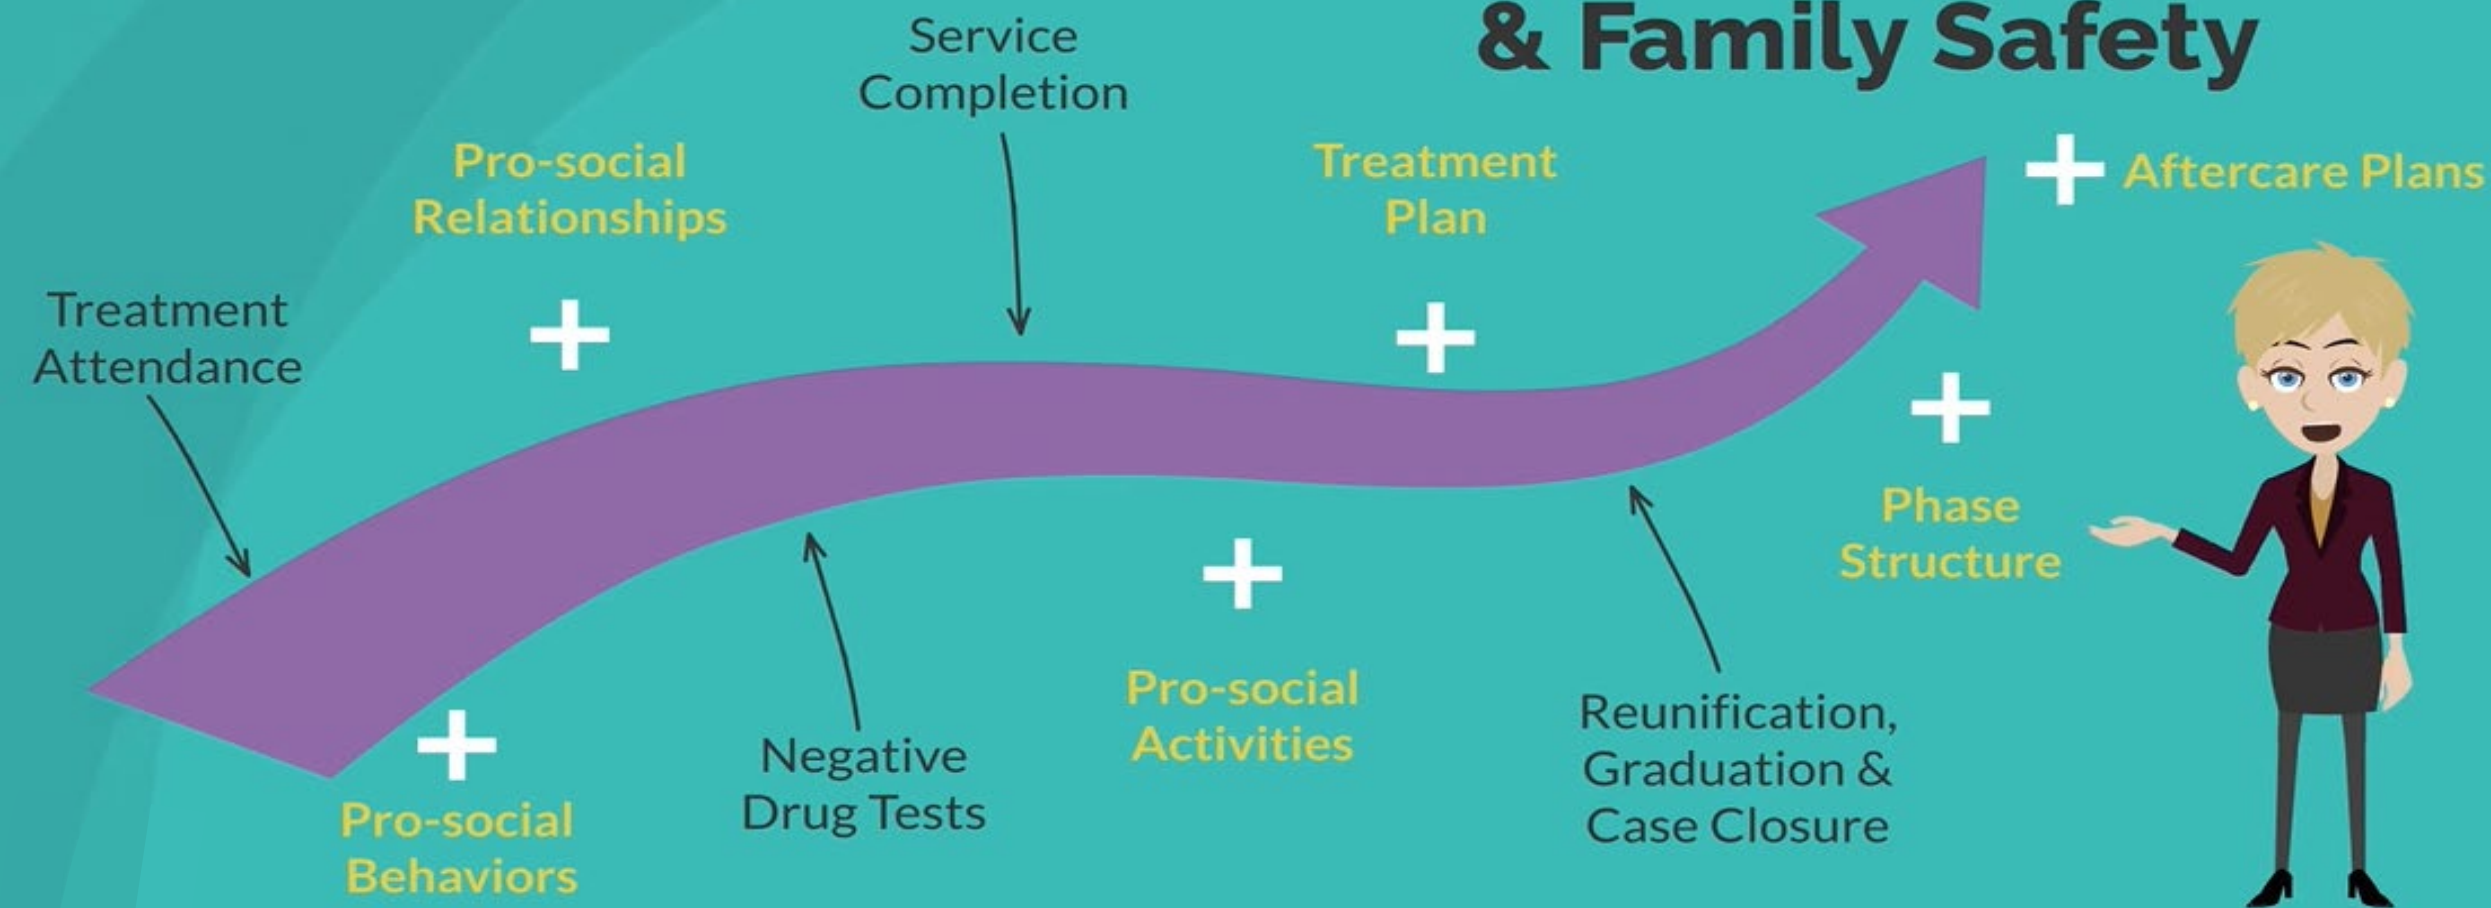 & Family Safety
Service
Completion
Pro-social
Relationships
Treatment
Plan
+ Aftercare Plans
Treatment
Attendance
+
+
+
Phase
Structure
+
Pro-social
Activities
Reunification,
Graduation &
Case Closure
+
Negative
Drug Tests
Pro-social
Behaviors